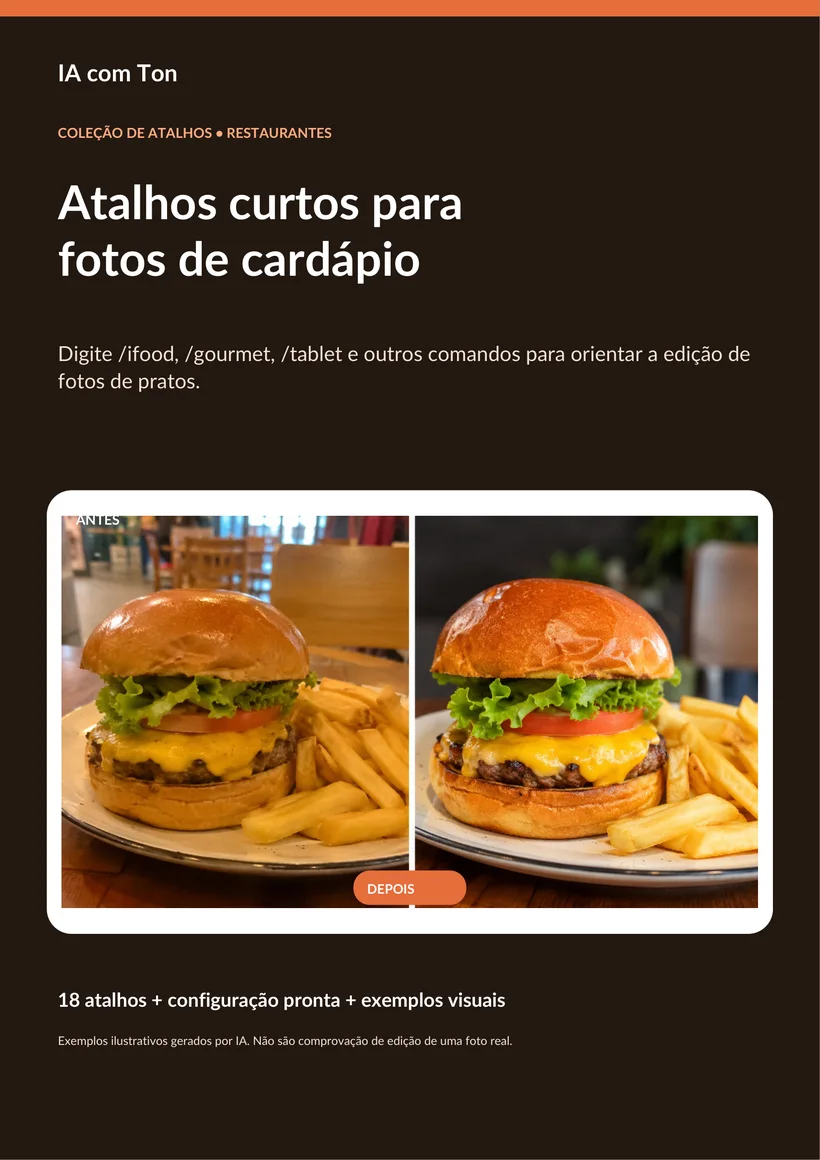 IA com Ton
COLEÇÃO DE ATALHOS • RESTAURANTES
Atalhos curtos para
fotos de cardápio
Digite /ifood, /gourmet, /tablet e outros comandos para orientar a edição de
fotos de pratos.
ANTES
DEPOIS
18 atalhos + configuração pronta + exemplos visuais
Exemplos ilustrativos gerados por IA. Não são comprovação de edição de uma foto real.